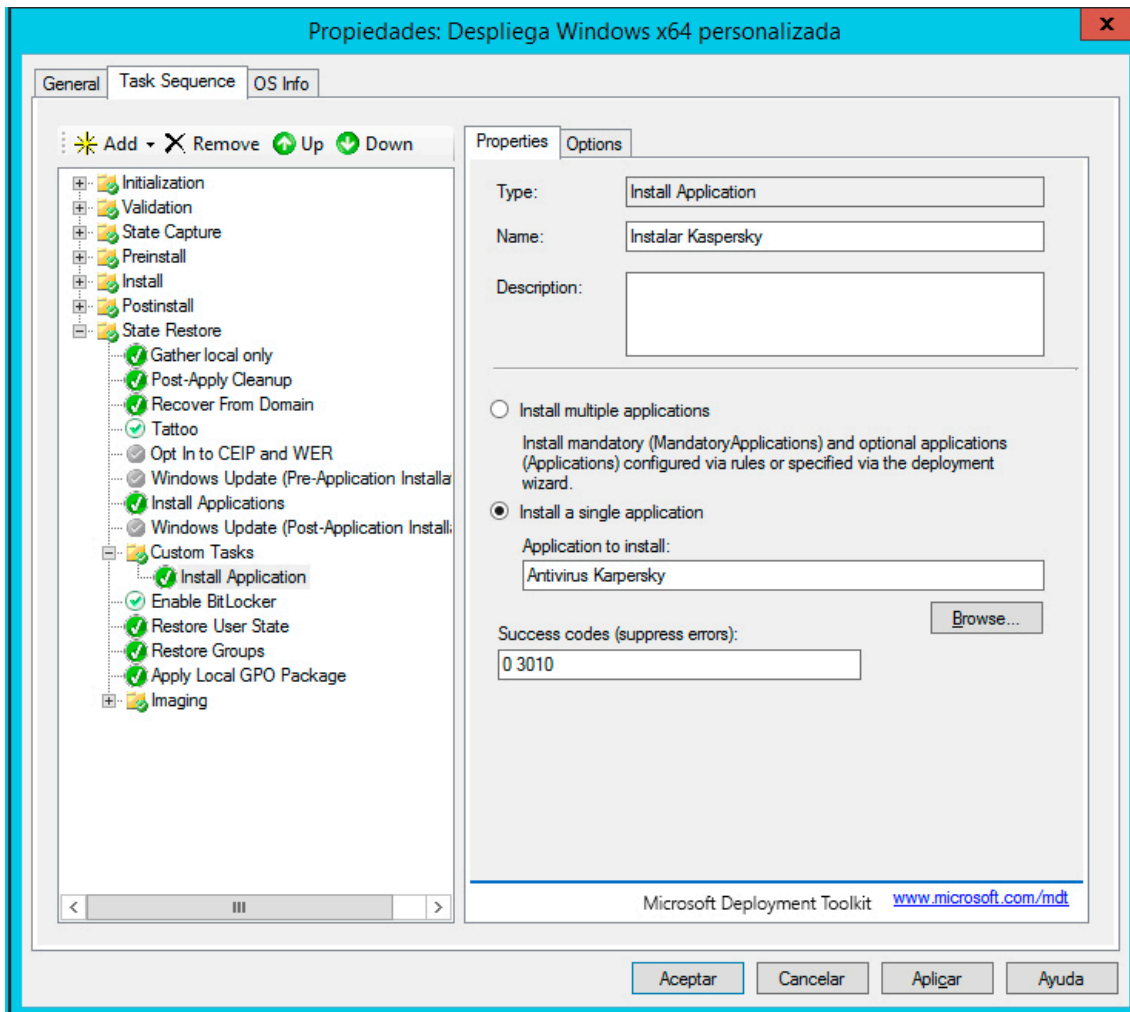 Propiedades: Despliega Windows x64 personalizada
x
General Task Sequence OS Info
Add Remove Up Down
Initialization
Validation
State Capture
Preinstall
Install
Postinstall
State Restore
Gather local only
Post-Apply Cleanup
Recover From Domain
Tattoo
Opt In to CEIP and WER
Windows Update (Pre-Application Installa
Install Applications
Windows Update (Post-Application Install
Custom Tasks
Install Application
Enable BitLocker
Restore User State
Restore Groups
Apply Local GPO Package
Imaging
Properties Options
Type: Install Application
Name: Instalar Kaspersky
Description:
Install multiple applications
Install mandatory (MandatoryApplications) and optional applications
(Applications) configured via rules or specified via the deployment
wizard.
Install a single application
Application to install:
Antivirus Karpersky
Browse...
Success codes (suppress errors):
0 3010
Microsoft Deployment Toolkit www.microsoft.com/mdt
Aceptar Cancelar Aplicar Ayuda